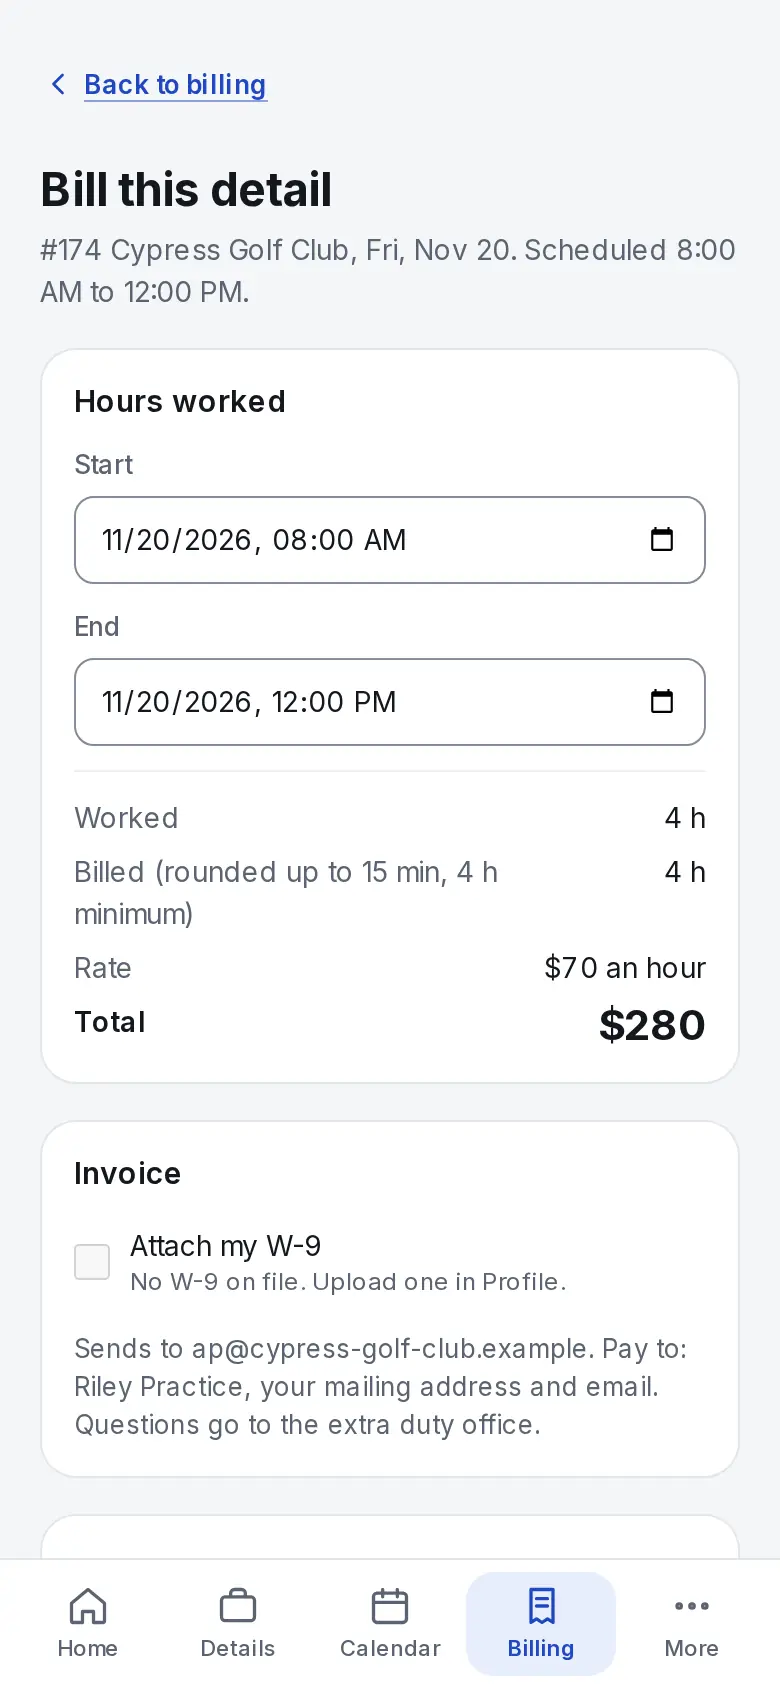 Back to billing
Bill this detail
#174 Cypress Golf Club, Fri, Nov 20. Scheduled 8:00
AM to 12:00 PM.
Hours worked
Start
11/20/2026, 08:00 AM
End
11/20/2026, 12:00 PM
Worked 4 h
Billed (rounded up to 15 min, 4 h 4 h
minimum)
Rate $70 an hour
Total $280
Invoice
Attach my W-9
No W-9 on file. Upload one in Profile.
Sends to ap@cypress-golf-club.example. Pay to:
Riley Practice, your mailing address and email.
Questions go to the extra duty office.
Home Details Calendar Billing More